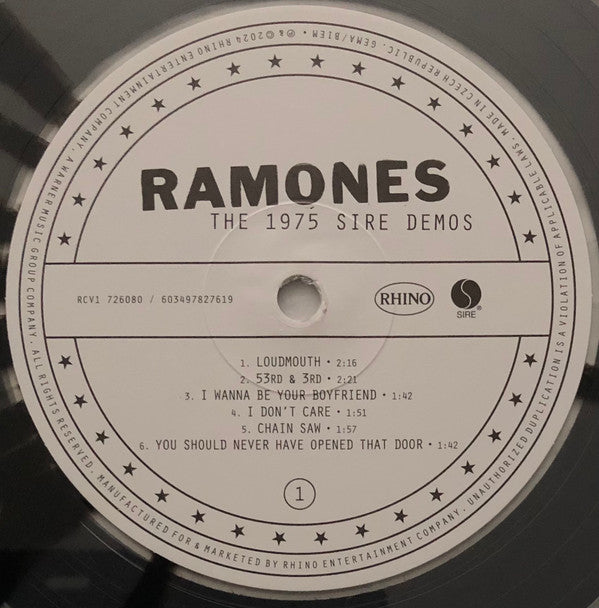 RAMONES
THE 1975 SIRE DEMOS
RCV1 726080 / 603497827619
RHINO
SIRE®
1. LOUDMOUTH • 2:16
2. 53RD & 3RD • 2:21
3. I WANNA BE YOUR BOYFRIEND • 1:42
4. I DON'T CARE • 1:51
5. CHAIN SAW • 1:57
6. YOU SHOULD NEVER HAVE OPENED THAT DOOR • 1:42
1
℗ & © 2024 RHINO ENTERTAINMENT COMPANY, A WARNER MUSIC GROUP COMPANY. ALL RIGHTS RESERVED. MANUFACTURED FOR & MARKETED BY RHINO ENTERTAINMENT COMPANY. UNAUTHORIZED DUPLICATION IS A VIOLATION OF APPLICABLE LAWS. MADE IN CZECH REPUBLIC. GEMA/BIEM •